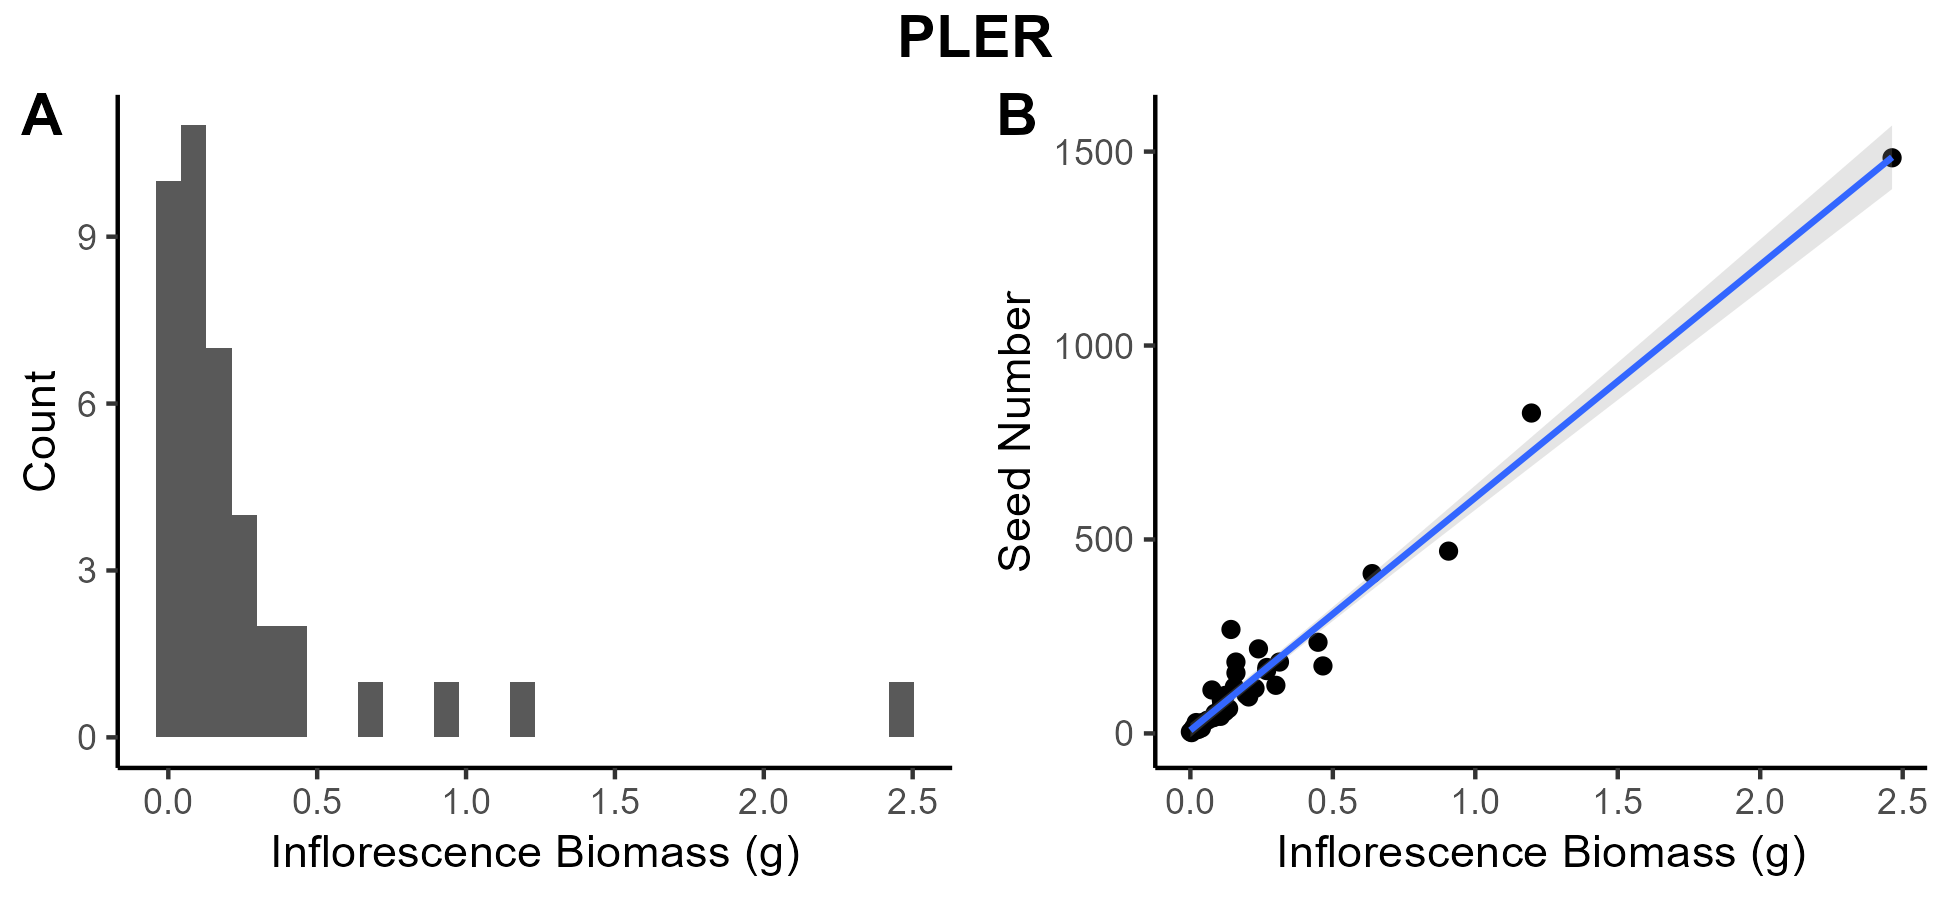 PLER
A
Count
9
6
3
0
0.0 0.5 1.0 1.5 2.0 2.5
Inflorescence Biomass (g)
B
Seed Number
1500
1000
500
0
0.0 0.5 1.0 1.5 2.0 2.5
Inflorescence Biomass (g)